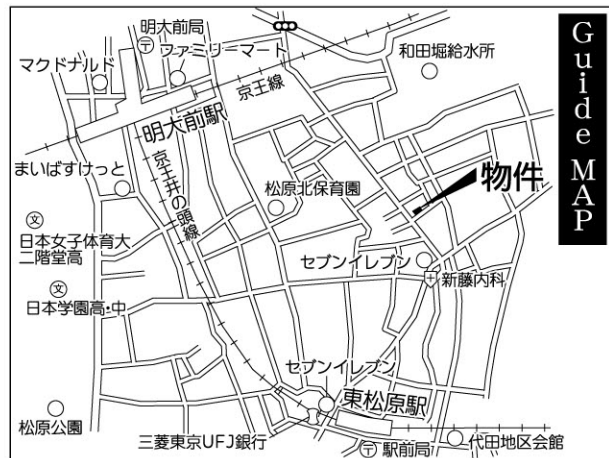 明大前局
ファミリーマート
マクドナルド
和田堀給水所
京王線
明大前駅
まいばすけっと
京王井の頭線
松原北保育園
物件
文
日本女子体育大
二階堂高
セブンイレブン
新藤内科
文
日本学園高・中
セブンイレブン
東松原駅
松原公園
三菱東京UFJ銀行
駅前局
代田地区会館
Guide MAP